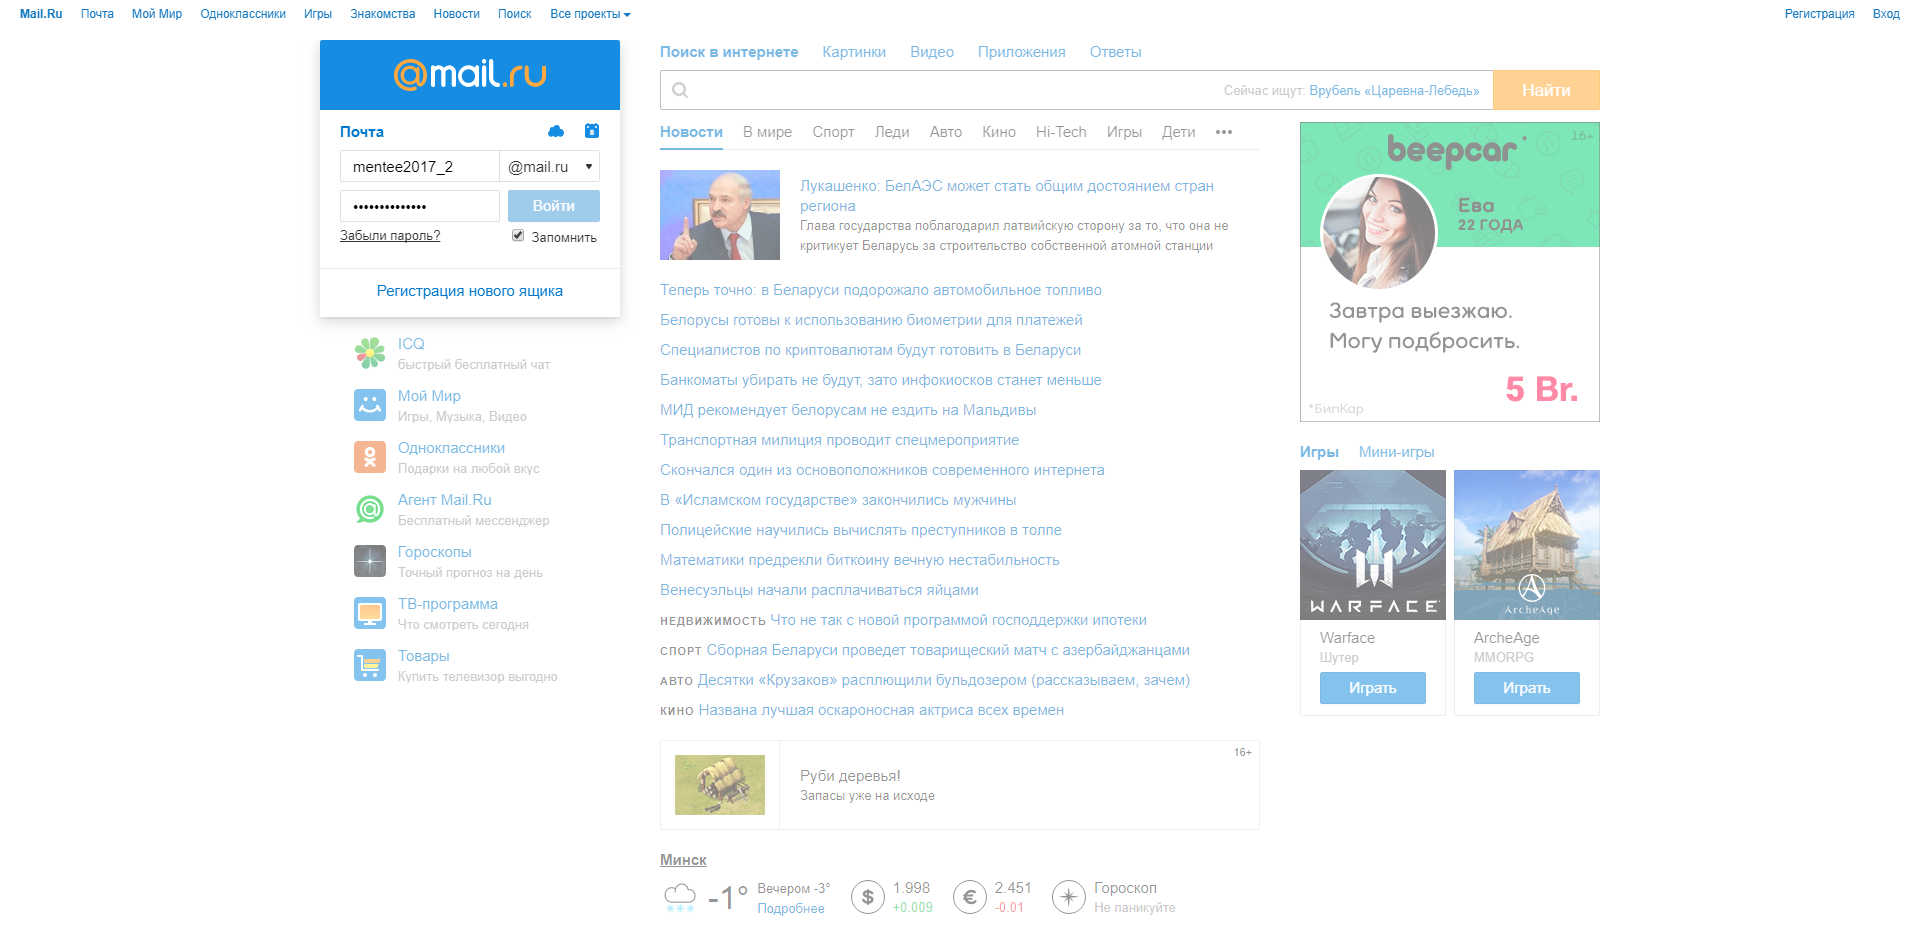 Mail.Ru Почта Мой Мир Одноклассники Игры Знакомства Новости Поиск Все проекты Регистрация Вход
@mail.ru
Почта
mentee2017_2 @mail.ru
•••••••••••••• Войти
Забыли пароль? Запомнить
Регистрация нового ящика
ICQ
быстрый бесплатный чат
Мой Мир
Игры, Музыка, Видео
Одноклассники
Подарки на любой вкус
Агент Mail.Ru
Бесплатный мессенджер
Гороскопы
Точный прогноз на день
ТВ-программа
Что смотреть сегодня
Товары
Купить телевизор выгодно
Поиск в интернете Картинки Видео Приложения Ответы
Сейчас ищут: Врубель «Царевна-Лебедь» Найти
Новости В мире Спорт Леди Авто Кино Hi-Tech Игры Дети •••
Лукашенко: БелАЭС может стать общим достоянием стран
региона
Глава государства поблагодарил латвийскую сторону за то, что она не
критикует Беларусь за строительство собственной атомной станции
Теперь точно: в Беларуси подорожало автомобильное топливо
Белорусы готовы к использованию биометрии для платежей
Специалистов по криптовалютам будут готовить в Беларуси
Банкоматы убирать не будут, зато инфокиосков станет меньше
МИД рекомендует белорусам не ездить на Мальдивы
Транспортная милиция проводит спецмероприятие
Скончался один из основоположников современного интернета
В «Исламском государстве» закончились мужчины
Полицейские научились вычислять преступников в толпе
Математики предрекли биткоину вечную нестабильность
Венесуэльцы начали расплачиваться яйцами
НЕДВИЖИМОСТЬ Что не так с новой программой господдержки ипотеки
СПОРТ Сборная Беларуси проведет товарищеский матч с азербайджанцами
АВТО Десятки «Крузаков» расплющили бульдозером (рассказываем, зачем)
КИНО Названа лучшая оскароносная актриса всех времен
16+
Руби деревья!
Запасы уже на исходе
Минск
-1° Вечером -3°
Подробнее
$ 1.998
+0.009
€ 2.451
-0.01
Гороскоп
Не паникуйте
16+
beepcar*
Ева
22 ГОДА
Завтра выезжаю.
Могу подбросить.
5 Br.
*БипКар
Игры Мини-игры
WARFACE
ArcheAge
Warface
Шутер
Играть
ArcheAge
MMORPG
Играть